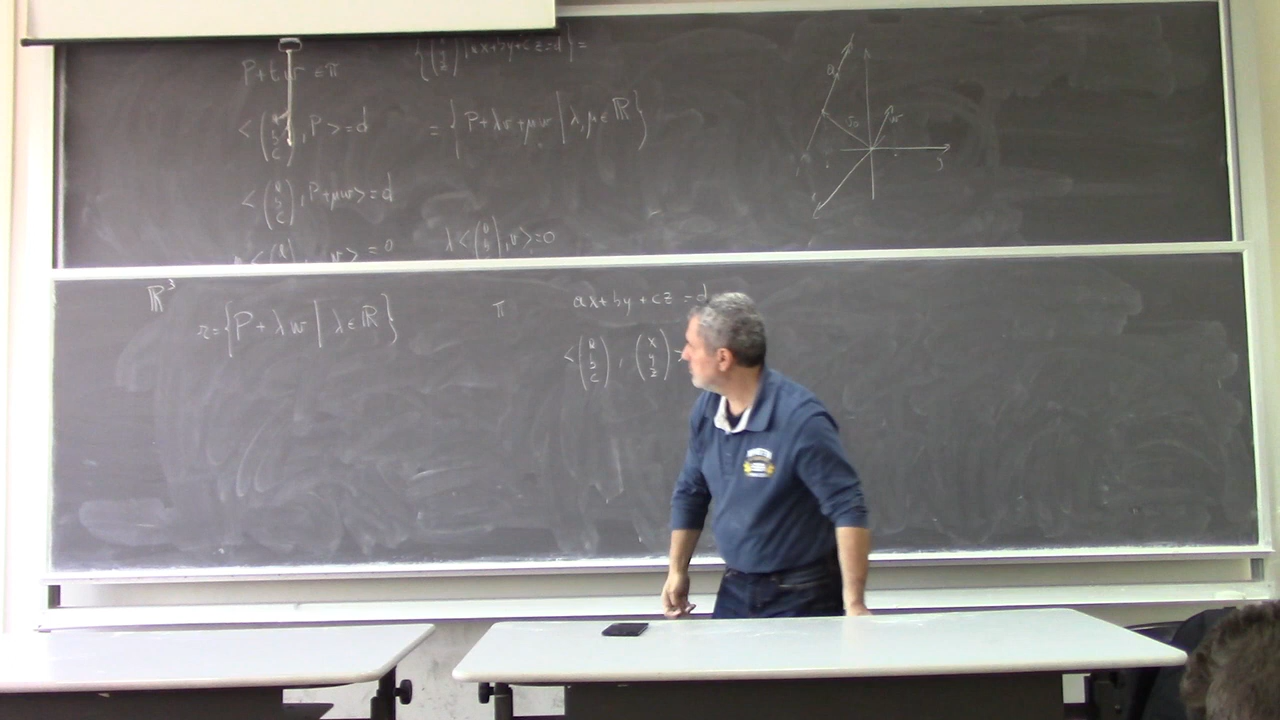 P+tw ∈ π
{(x y z) | ax+by+cz=d}=
<(a b c), P>=d
={P+λv+μw | λ,μ∈ℝ}
<(a b c), P+μw>=d
λ<(a b c), v>=0
ℝ³
r={P+λw | λ∈ℝ}
π
ax+by+cz=d
<(a b c), (x y z)>